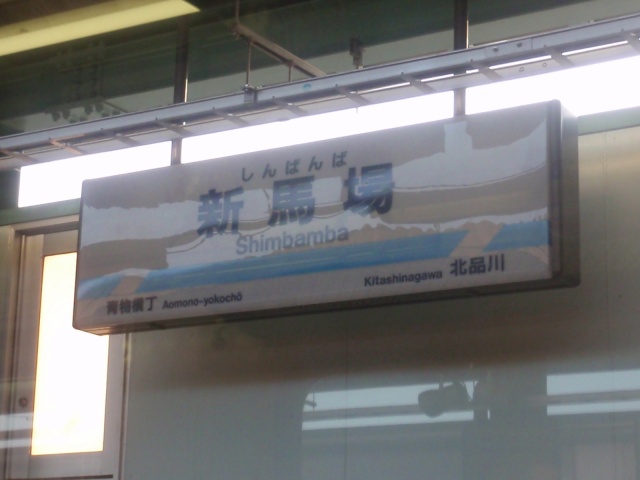 しんばんば
新馬場
Shimbamba
青物横丁 Aomono-yokochō
Kitashinagawa 北品川